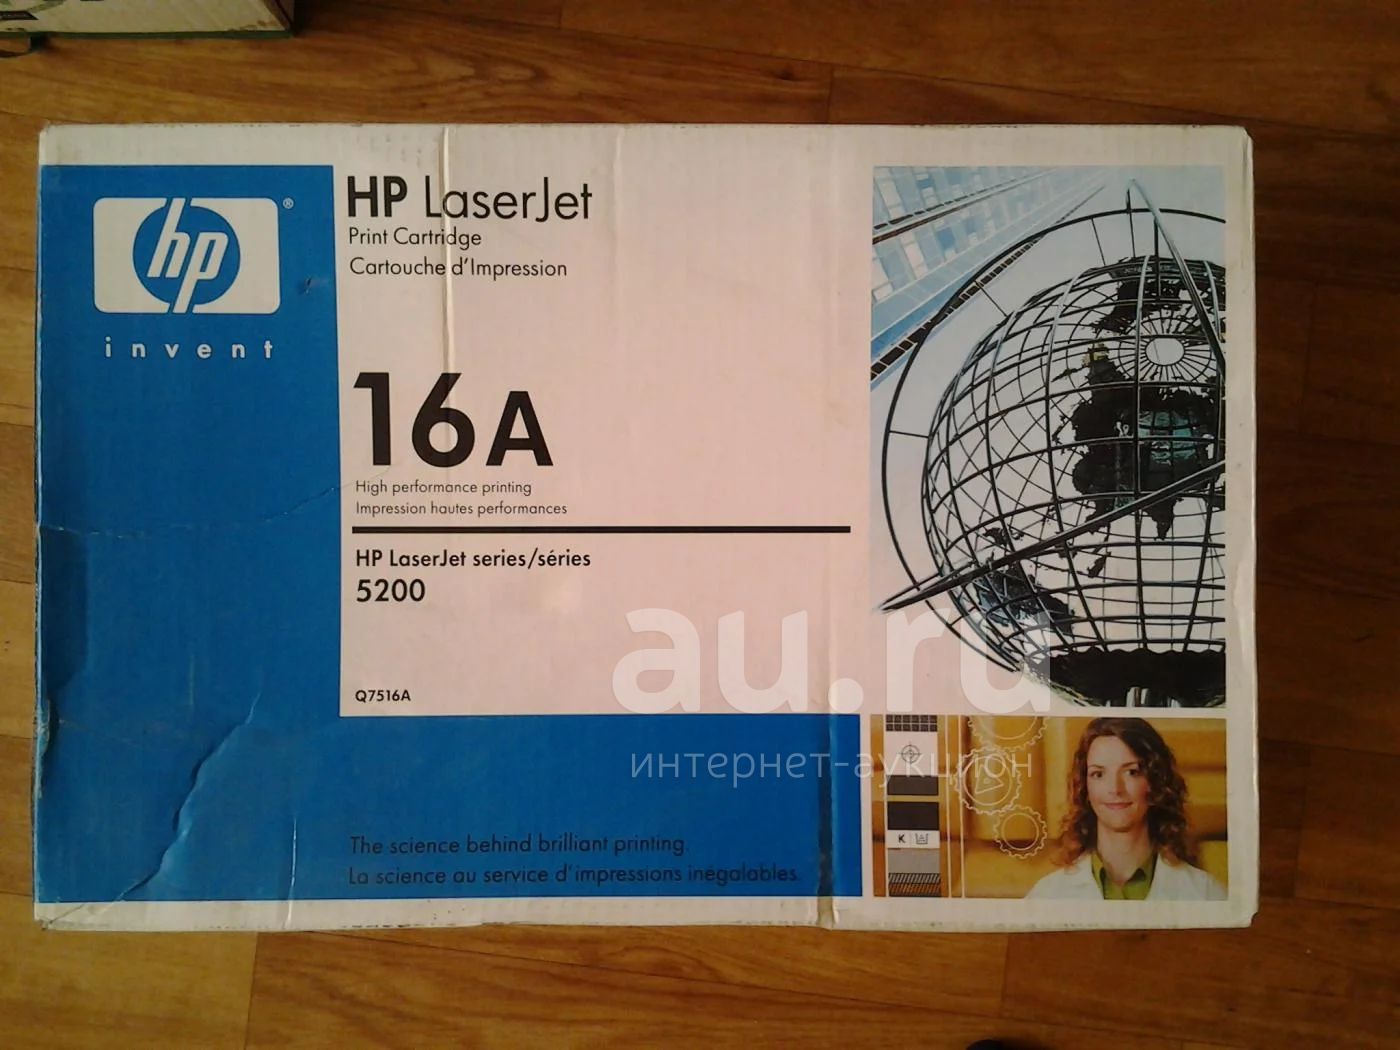 hp®
invent
HP LaserJet
Print Cartridge
Cartouche d'Impression
16A
High performance printing
Impression hautes performances
HP LaserJet series/séries
5200
Q7516A
The science behind brilliant printing.
La science au service d'impressions inégalables.
K
au.ru
интернет-аукцион